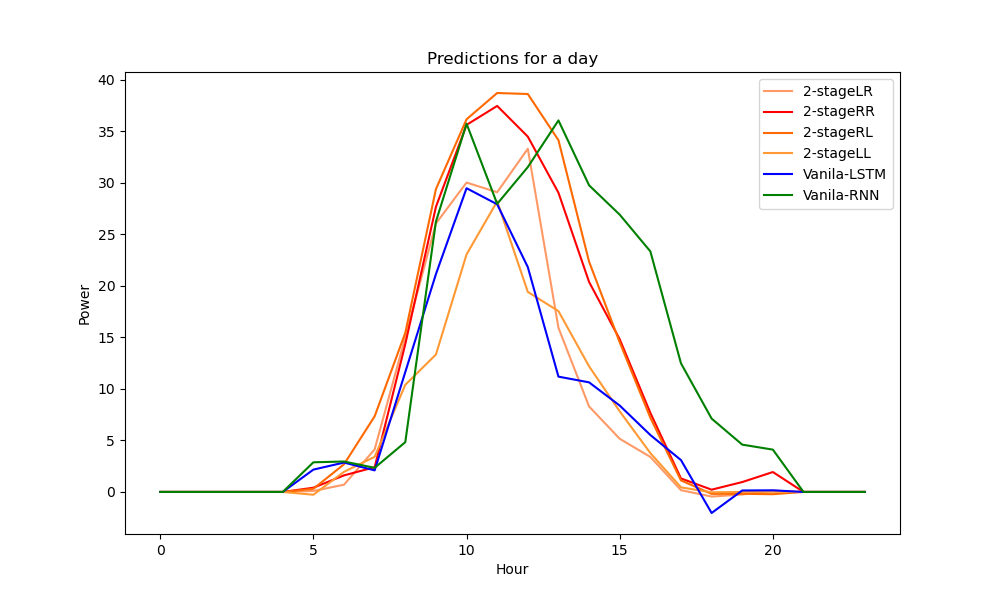 Predictions for a day
40
35
30
25
20
15
10
5
0
Power
0
5
10
15
20
Hour
2-stageLR
2-stageRR
2-stageRL
2-stageLL
Vanila-LSTM
Vanila-RNN